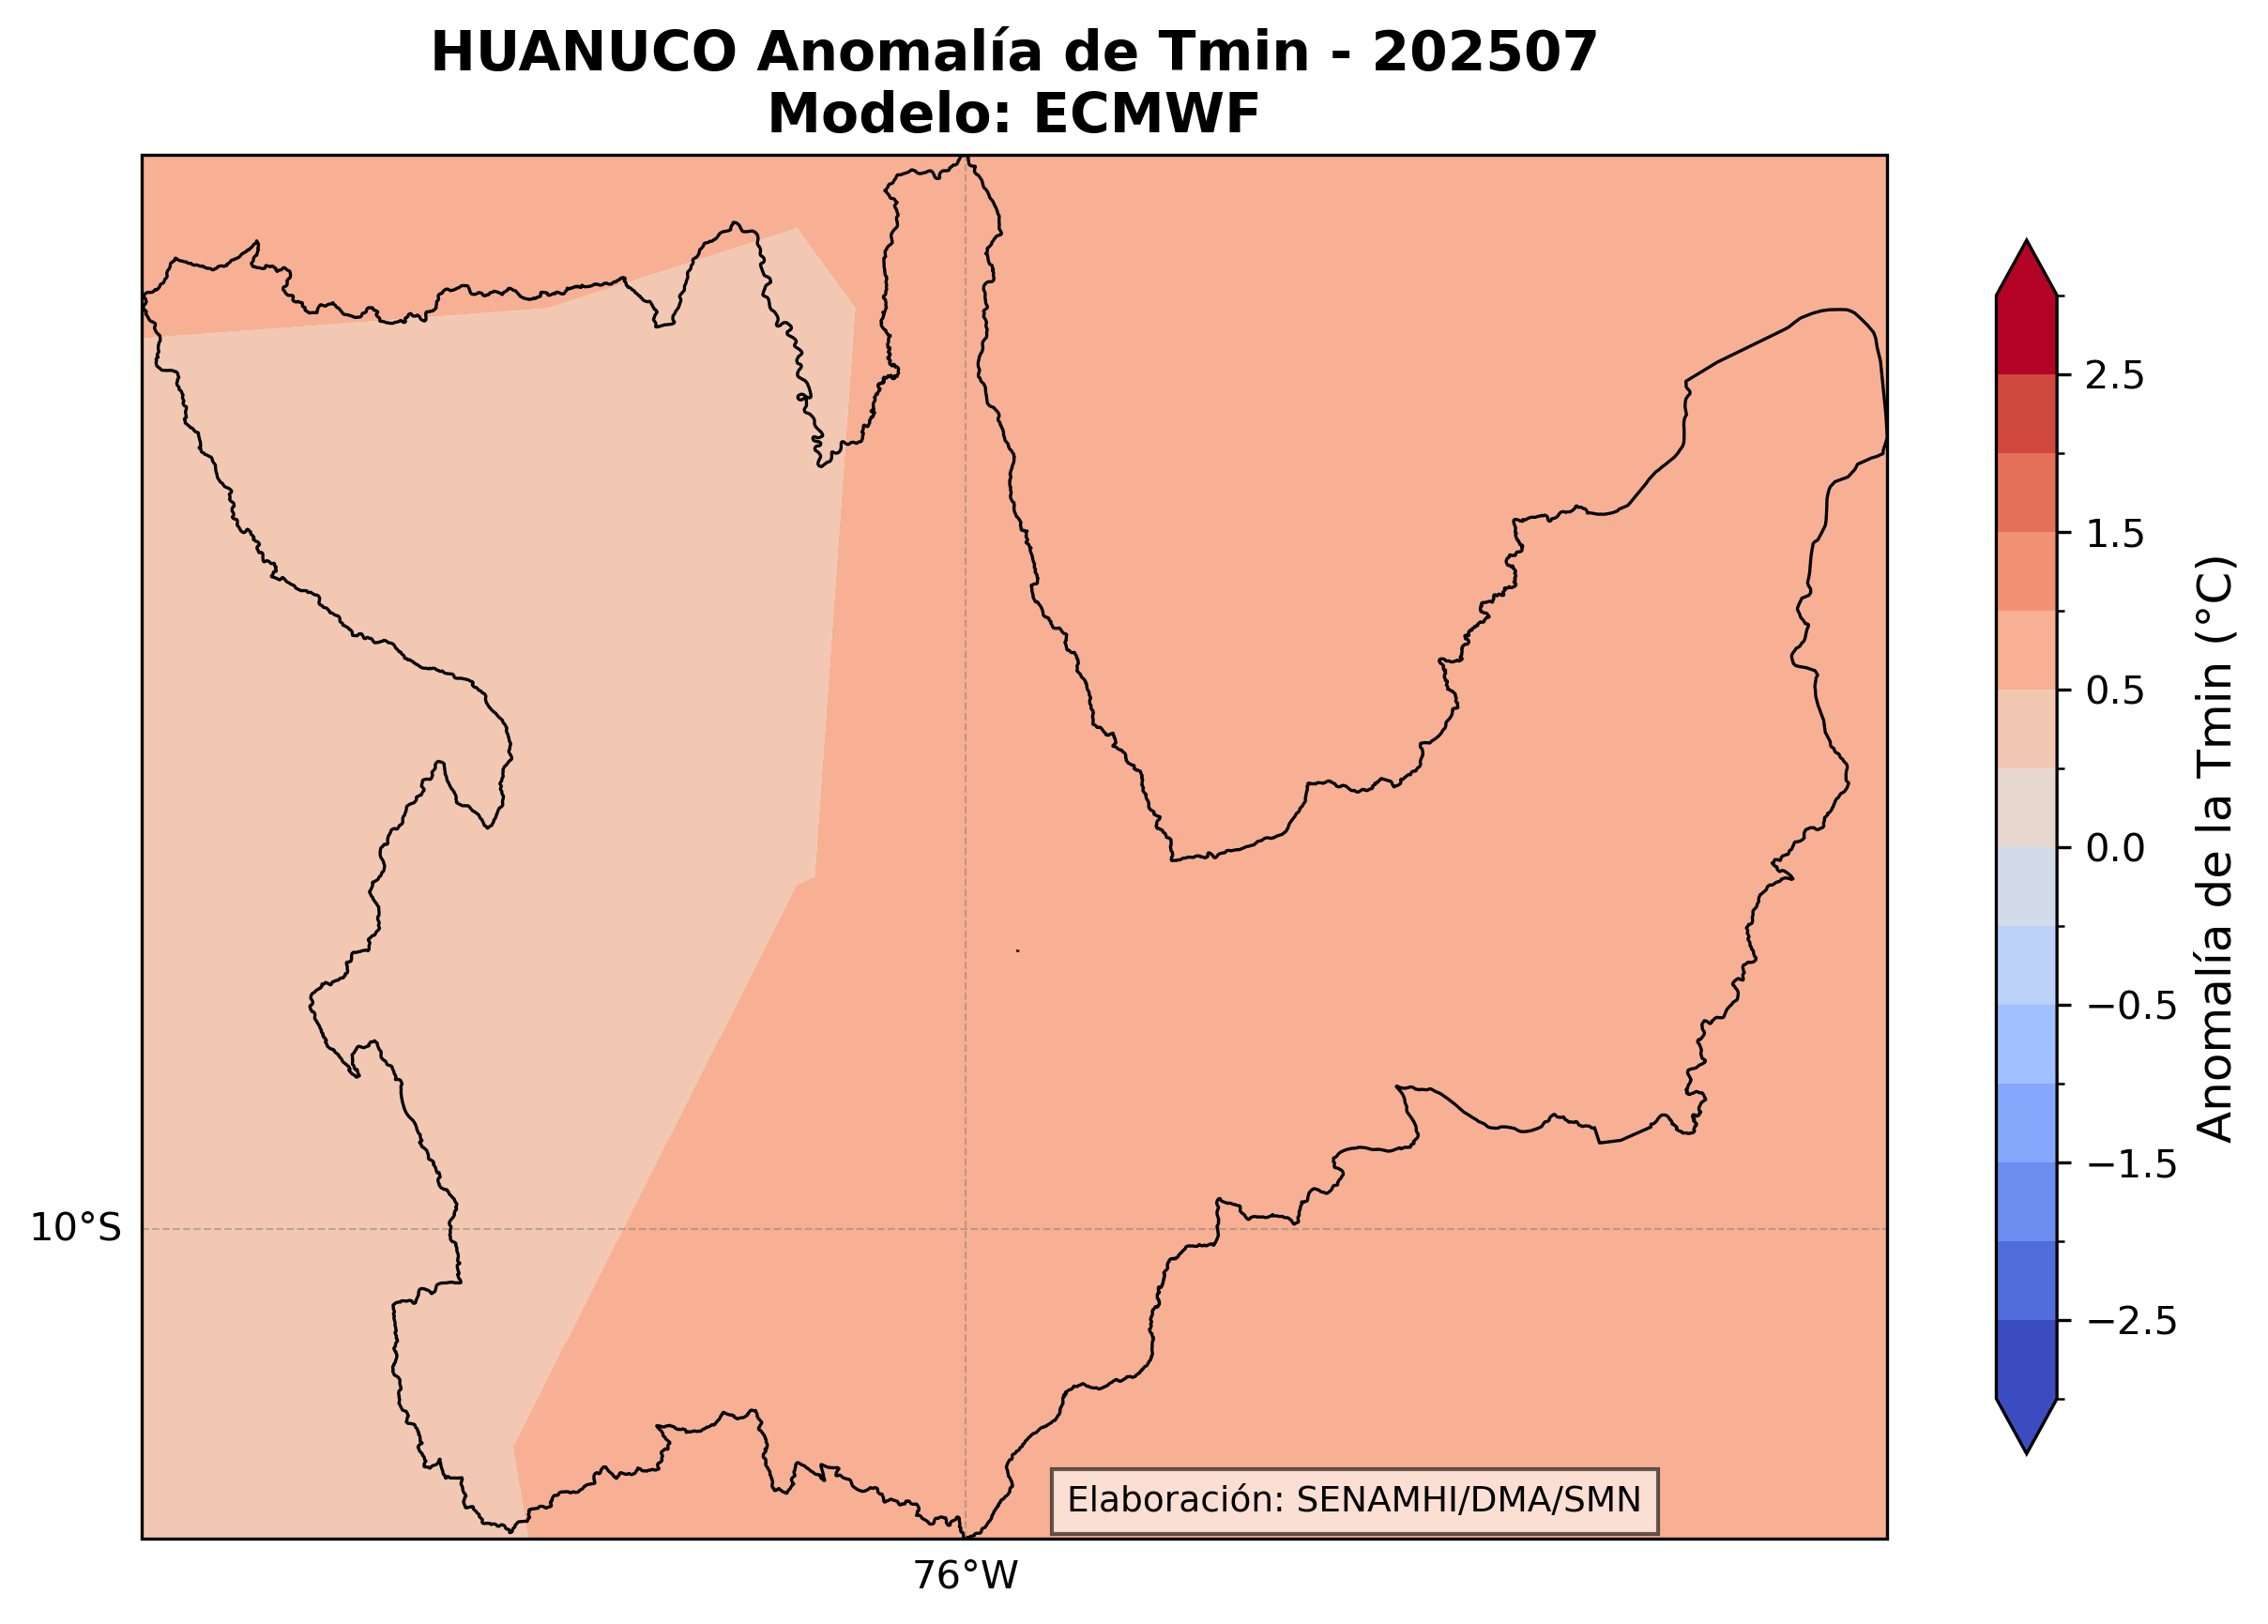 HUANUCO Anomalía de Tmin - 202507
Modelo: ECMWF
2.5
1.5
0.5
0.0
−0.5
−1.5
−2.5
Anomalía de la Tmin (°C)
10°S
76°W
Elaboración: SENAMHI/DMA/SMN